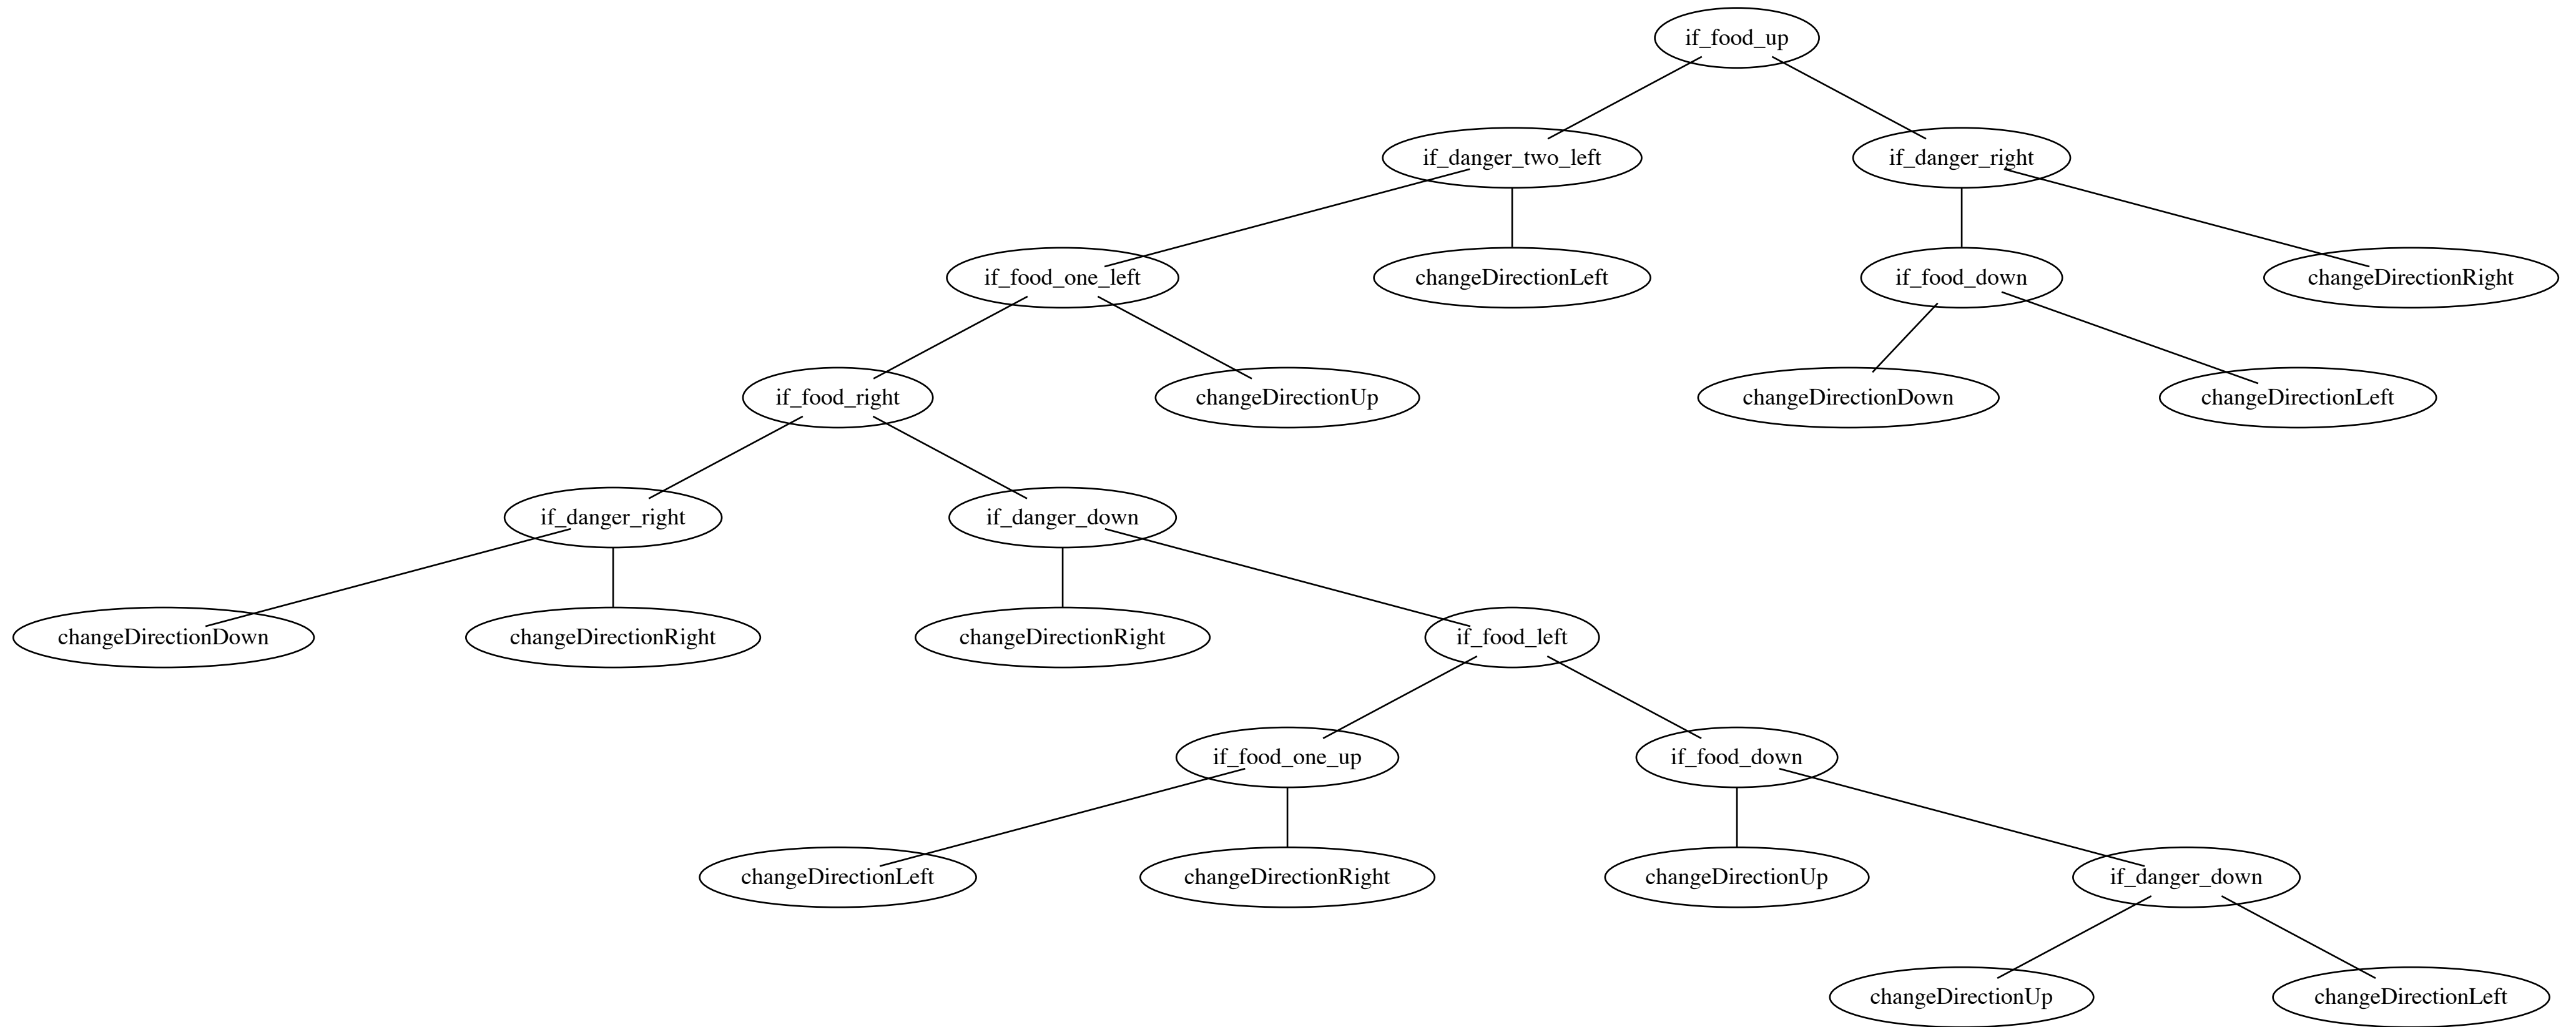 if_food_up
if_danger_two_left
if_danger_right
if_food_one_left
changeDirectionLeft
if_food_down
changeDirectionRight
if_food_right
changeDirectionUp
changeDirectionDown
changeDirectionLeft
if_danger_right
if_danger_down
changeDirectionDown
changeDirectionRight
changeDirectionRight
if_food_left
if_food_one_up
if_food_down
changeDirectionLeft
changeDirectionRight
changeDirectionUp
if_danger_down
changeDirectionUp
changeDirectionLeft